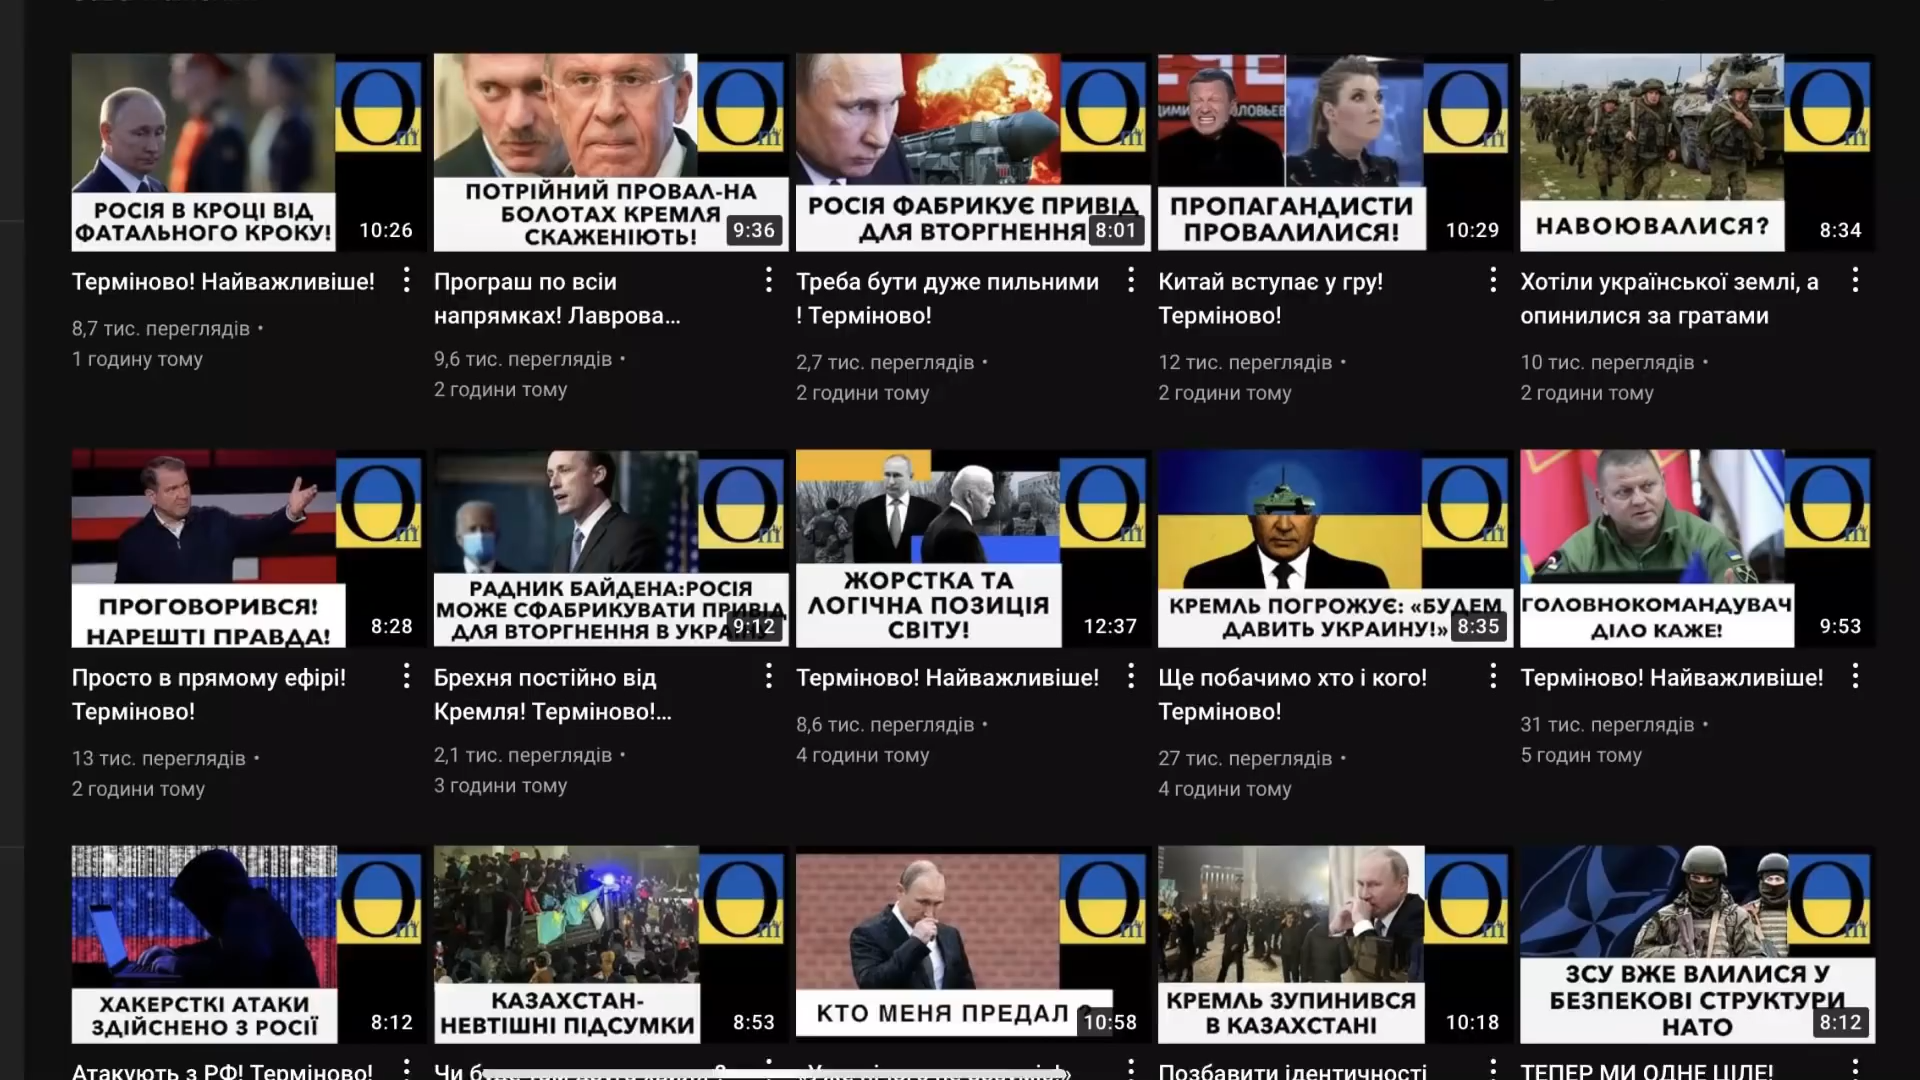 РОСІЯ В КРОЦІ ВІД
ФАТАЛЬНОГО КРОКУ!
10:26
Терміново! Найважливіше!
8,7 тис. переглядів •
1 годину тому
ПОТРІЙНИЙ ПРОВАЛ-НА
БОЛОТАХ КРЕМЛЯ
СКАЖЕНІЮТЬ!
9:36
Програш по всіи
напрямках! Лаврова...
9,6 тис. переглядів •
2 години тому
РОСІЯ ФАБРИКУЄ ПРИВІД
ДЛЯ ВТОРГНЕННЯ
8:01
Треба бути дуже пильними
! Терміново!
2,7 тис. переглядів •
2 години тому
ПРОПАГАНДИСТИ
ПРОВАЛИЛИСЯ!
10:29
Китай вступає у гру!
Терміново!
12 тис. переглядів •
2 години тому
НАВОЮВАЛИСЯ?
8:34
Хотіли української землі, а
опинилися за гратами
10 тис. переглядів •
2 години тому
ПРОГОВОРИВСЯ!
НАРЕШТІ ПРАВДА!
8:28
Просто в прямому ефірі!
Терміново!
13 тис. переглядів •
2 години тому
РАДНИК БАЙДЕНА:РОСІЯ
МОЖЕ СФАБРИКУВАТИ ПРИВІД
ДЛЯ ВТОРГНЕННЯ В УКРАЇНУ
9:12
Брехня постійно від
Кремля! Терміново!...
2,1 тис. переглядів •
3 години тому
ЖОРСТКА ТА
ЛОГІЧНА ПОЗИЦІЯ
СВІТУ!
12:37
Терміново! Найважливіше!
8,6 тис. переглядів •
4 години тому
КРЕМЛЬ ПОГРОЖУЄ: «БУДЕМ
ДАВИТЬ УКРАИНУ!»
8:35
Ще побачимо хто і кого!
Терміново!
27 тис. переглядів •
4 години тому
ГОЛОВНОКОМАНДУВАЧ
ДІЛО КАЖЕ!
9:53
Терміново! Найважливіше!
31 тис. переглядів •
5 годин тому
ХАКЕРСТКІ АТАКИ
ЗДІЙСНЕНО З РОСІЇ
8:12
Атакують з РФ! Терміново!
КАЗАХСТАН-
НЕВТІШНІ ПІДСУМКИ
8:53
Чи
КТО МЕНЯ ПРЕДАЛ ?
10:58
КРЕМЛЬ ЗУПИНИВСЯ
В КАЗАХСТАНІ
10:18
Позбавити ідентичності
ЗСУ ВЖЕ ВЛИЛИСЯ У
БЕЗПЕКОВІ СТРУКТУРИ
НАТО
8:12
ТЕПЕР МИ ОДНЕ ЦІЛЕ!